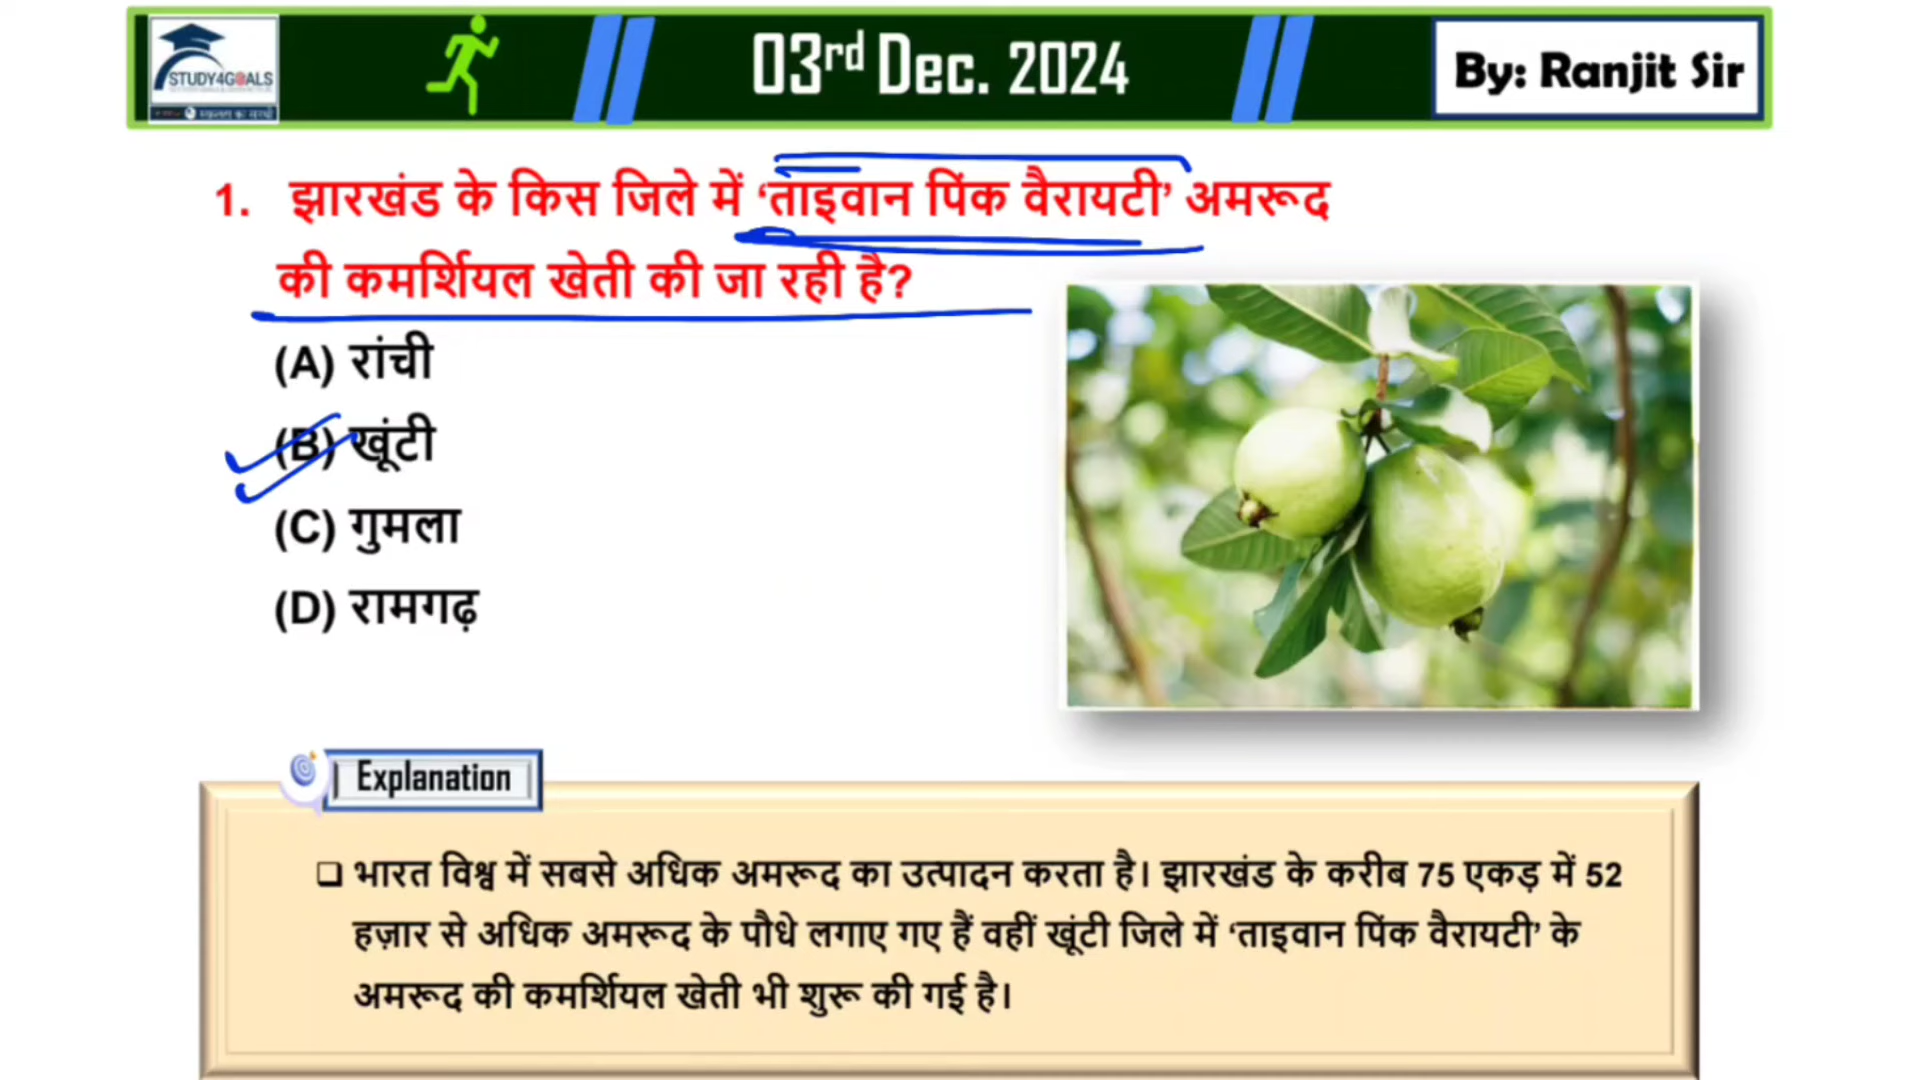 STUDY4GOALS
03rd Dec. 2024
By: Ranjit Sir
1. झारखंड के किस जिले में ‘ताइवान पिंक वैरायटी’ अमरूद
की कमर्शियल खेती की जा रही है?
(A) रांची
(B) खूंटी
(C) गुमला
(D) रामगढ़
Explanation
❑ भारत विश्व में सबसे अधिक अमरूद का उत्पादन करता है। झारखंड के करीब 75 एकड़ में 52
हज़ार से अधिक अमरूद के पौधे लगाए गए हैं वहीं खूंटी जिले में ‘ताइवान पिंक वैरायटी’ के
अमरूद की कमर्शियल खेती भी शुरू की गई है।